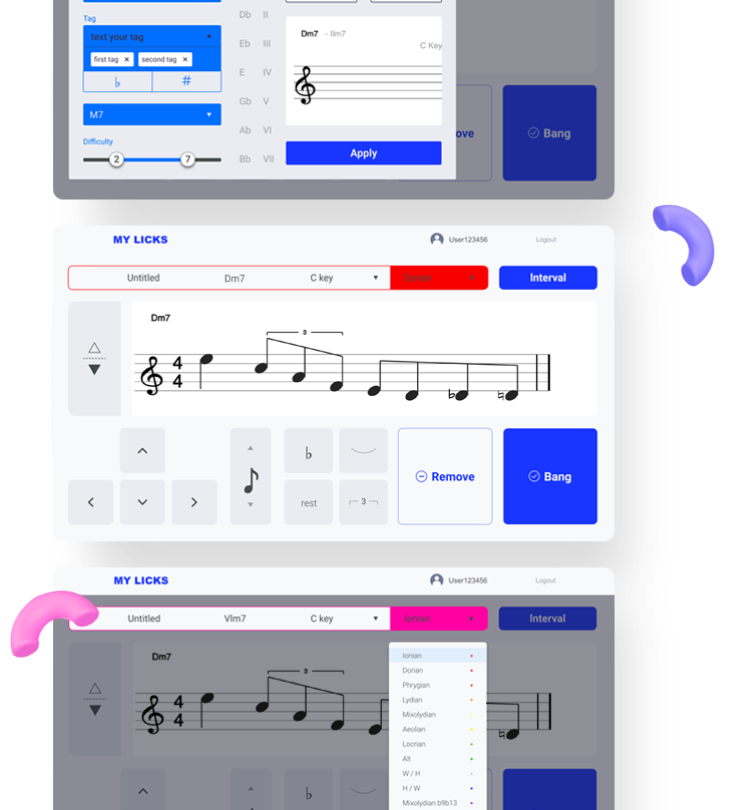 Tag
text your tag
first tag × second tag ×
♭ #
M7
Difficulty
2 7
Db II
Eb III
E IV
Gb V
Ab VI
Bb VII
Dm7 - IIm7
C Key
Apply
ove
Bang
MY LICKS User123456 Logout
Untitled Dm7 C key Dorian Interval
Dm7
3
4
4
♭
Remove Bang
rest 3
MY LICKS User123456 Logout
Untitled VIm7 C key Ionian Interval
Dm7
3
4
4
Ionian
Dorian
Phrygian
Lydian
Mixolydian
Aeolian
Locrian
Alt
W / H
H / W
Mixolydian b9b13
♭